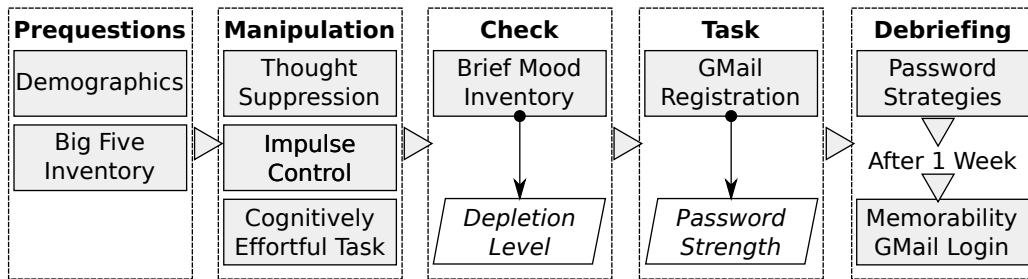 Prequestions
Demographics
Big Five
Inventory
Manipulation
Thought
Suppression
Impulse
Control
Cognitively
Effortful Task
Check
Brief Mood
Inventory
Depletion
Level
Task
GMail
Registration
Password
Strength
Debriefing
Password
Strategies
After 1 Week
Memorability
GMail Login